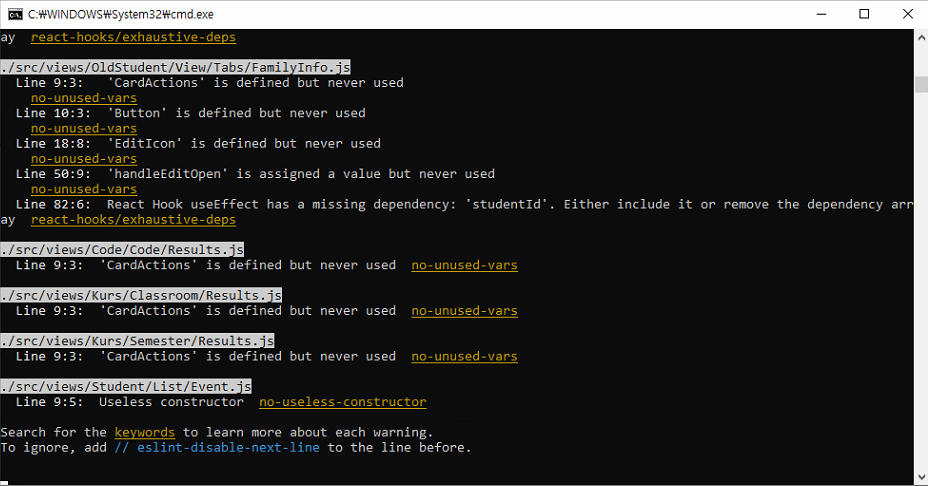 C:₩WINDOWS₩System32₩cmd.exe
ay  react-hooks/exhaustive-deps
./src/views/OldStudent/View/Tabs/FamilyInfo.js
Line 9:3:  'CardActions' is defined but never used
no-unused-vars
Line 10:3:  'Button' is defined but never used
no-unused-vars
Line 18:8:  'EditIcon' is defined but never used
no-unused-vars
Line 50:9:  'handleEditOpen' is assigned a value but never used
no-unused-vars
Line 82:6:  React Hook useEffect has a missing dependency: 'studentId'. Either include it or remove the dependency arr
ay  react-hooks/exhaustive-deps
./src/views/Code/Code/Results.js
Line 9:3:  'CardActions' is defined but never used  no-unused-vars
./src/views/Kurs/Classroom/Results.js
Line 9:3:  'CardActions' is defined but never used  no-unused-vars
./src/views/Kurs/Semester/Results.js
Line 9:3:  'CardActions' is defined but never used  no-unused-vars
./src/views/Student/List/Event.js
Line 9:5:  Useless constructor  no-useless-constructor
Search for the keywords to learn more about each warning.
To ignore, add // eslint-disable-next-line to the line before.